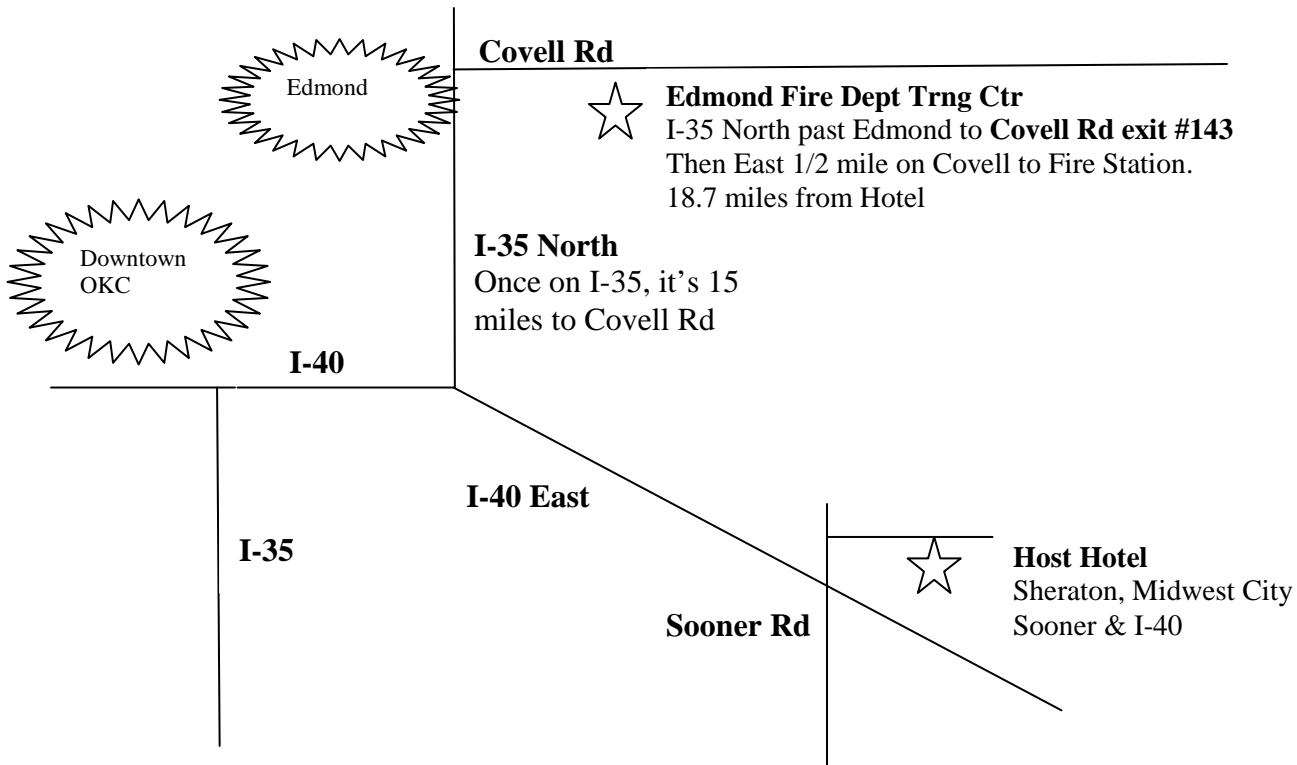 Covell Rd
Edmond
Edmond Fire Dept Trng Ctr
I-35 North past Edmond to Covell Rd exit #143
Then East 1/2 mile on Covell to Fire Station.
18.7 miles from Hotel
Downtown
OKC
I-35 North
Once on I-35, it’s 15
miles to Covell Rd
I-40
I-40 East
I-35
Host Hotel
Sheraton, Midwest City
Sooner & I-40
Sooner Rd